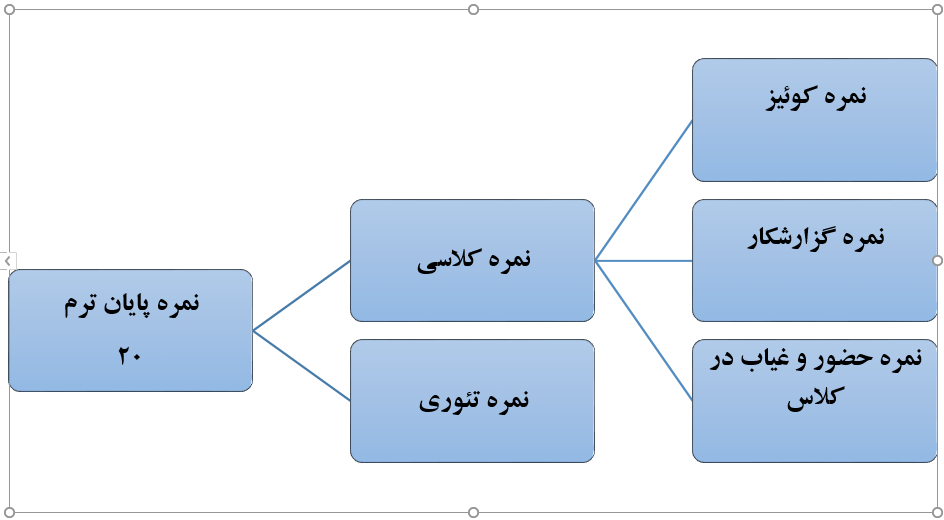 نمره کوئیز
نمره گزارشکار
نمره حضور و غیاب در
کلاس
نمره کلاسی
نمره تئوری
نمره پایان ترم
۲۰